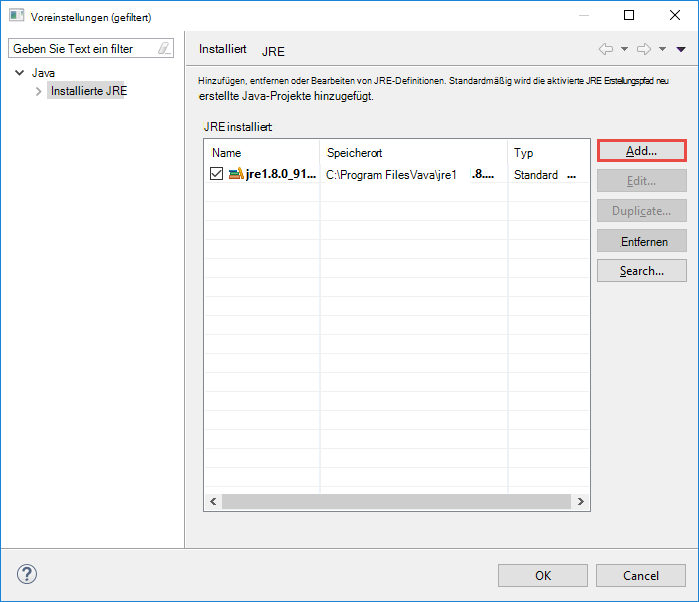 Voreinstellungen (gefiltert)
Geben Sie Text ein filter
Java
Installierte JRE
Installiert JRE
Hinzufügen, entfernen oder Bearbeiten von JRE-Definitionen. Standardmäßig wird die aktivierte JRE Erstellungspfad neu
erstellte Java-Projekte hinzugefügt.
JRE installiert
Name Speicherort Typ
jre1.8.0_91... C:\Program Files\Vava\jre1 .8.... Standard ...
Add...
Edit...
Duplicate...
Entfernen
Search...
?
OK Cancel